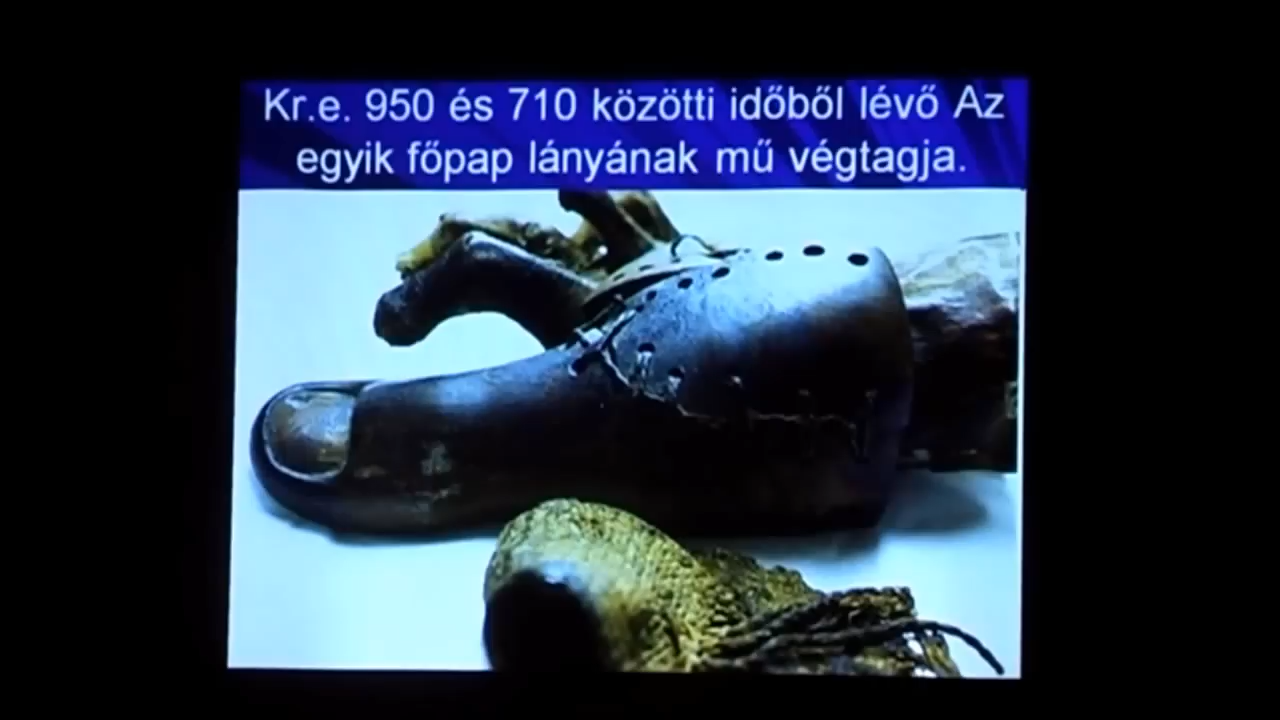 Kr.e. 950 és 710 közötti időből lévő Az
egyik főpap lányának mű végtagja.